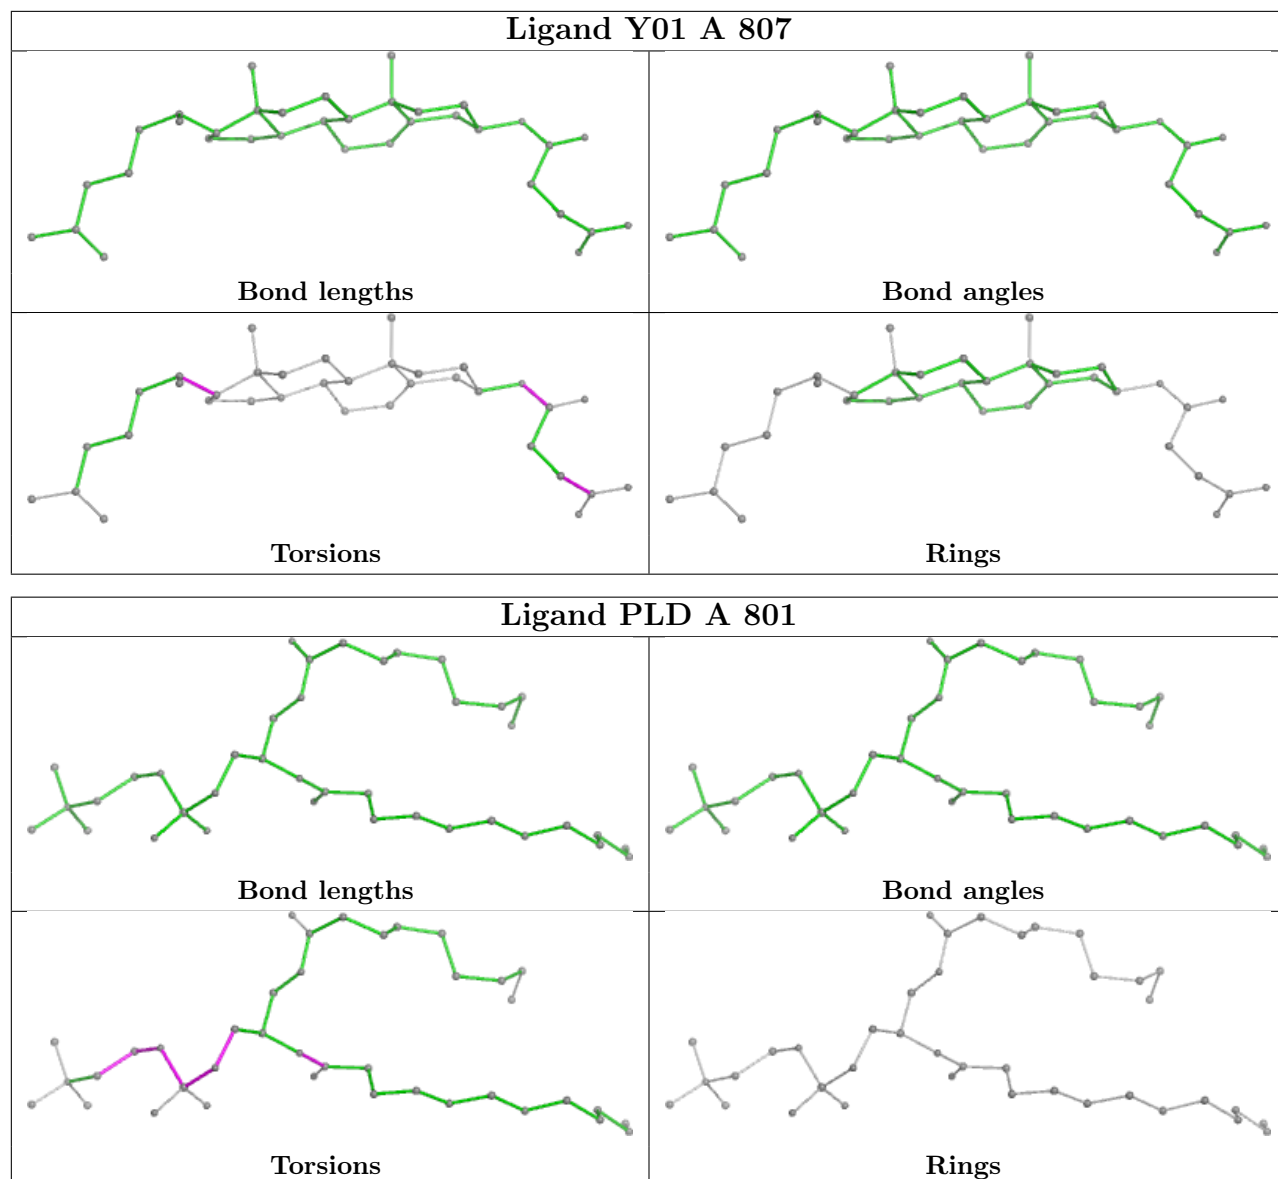 Ligand Y01 A 807
Bond lengths
Bond angles
Torsions
Rings
Ligand PLD A 801
Bond lengths
Bond angles
Torsions
Rings